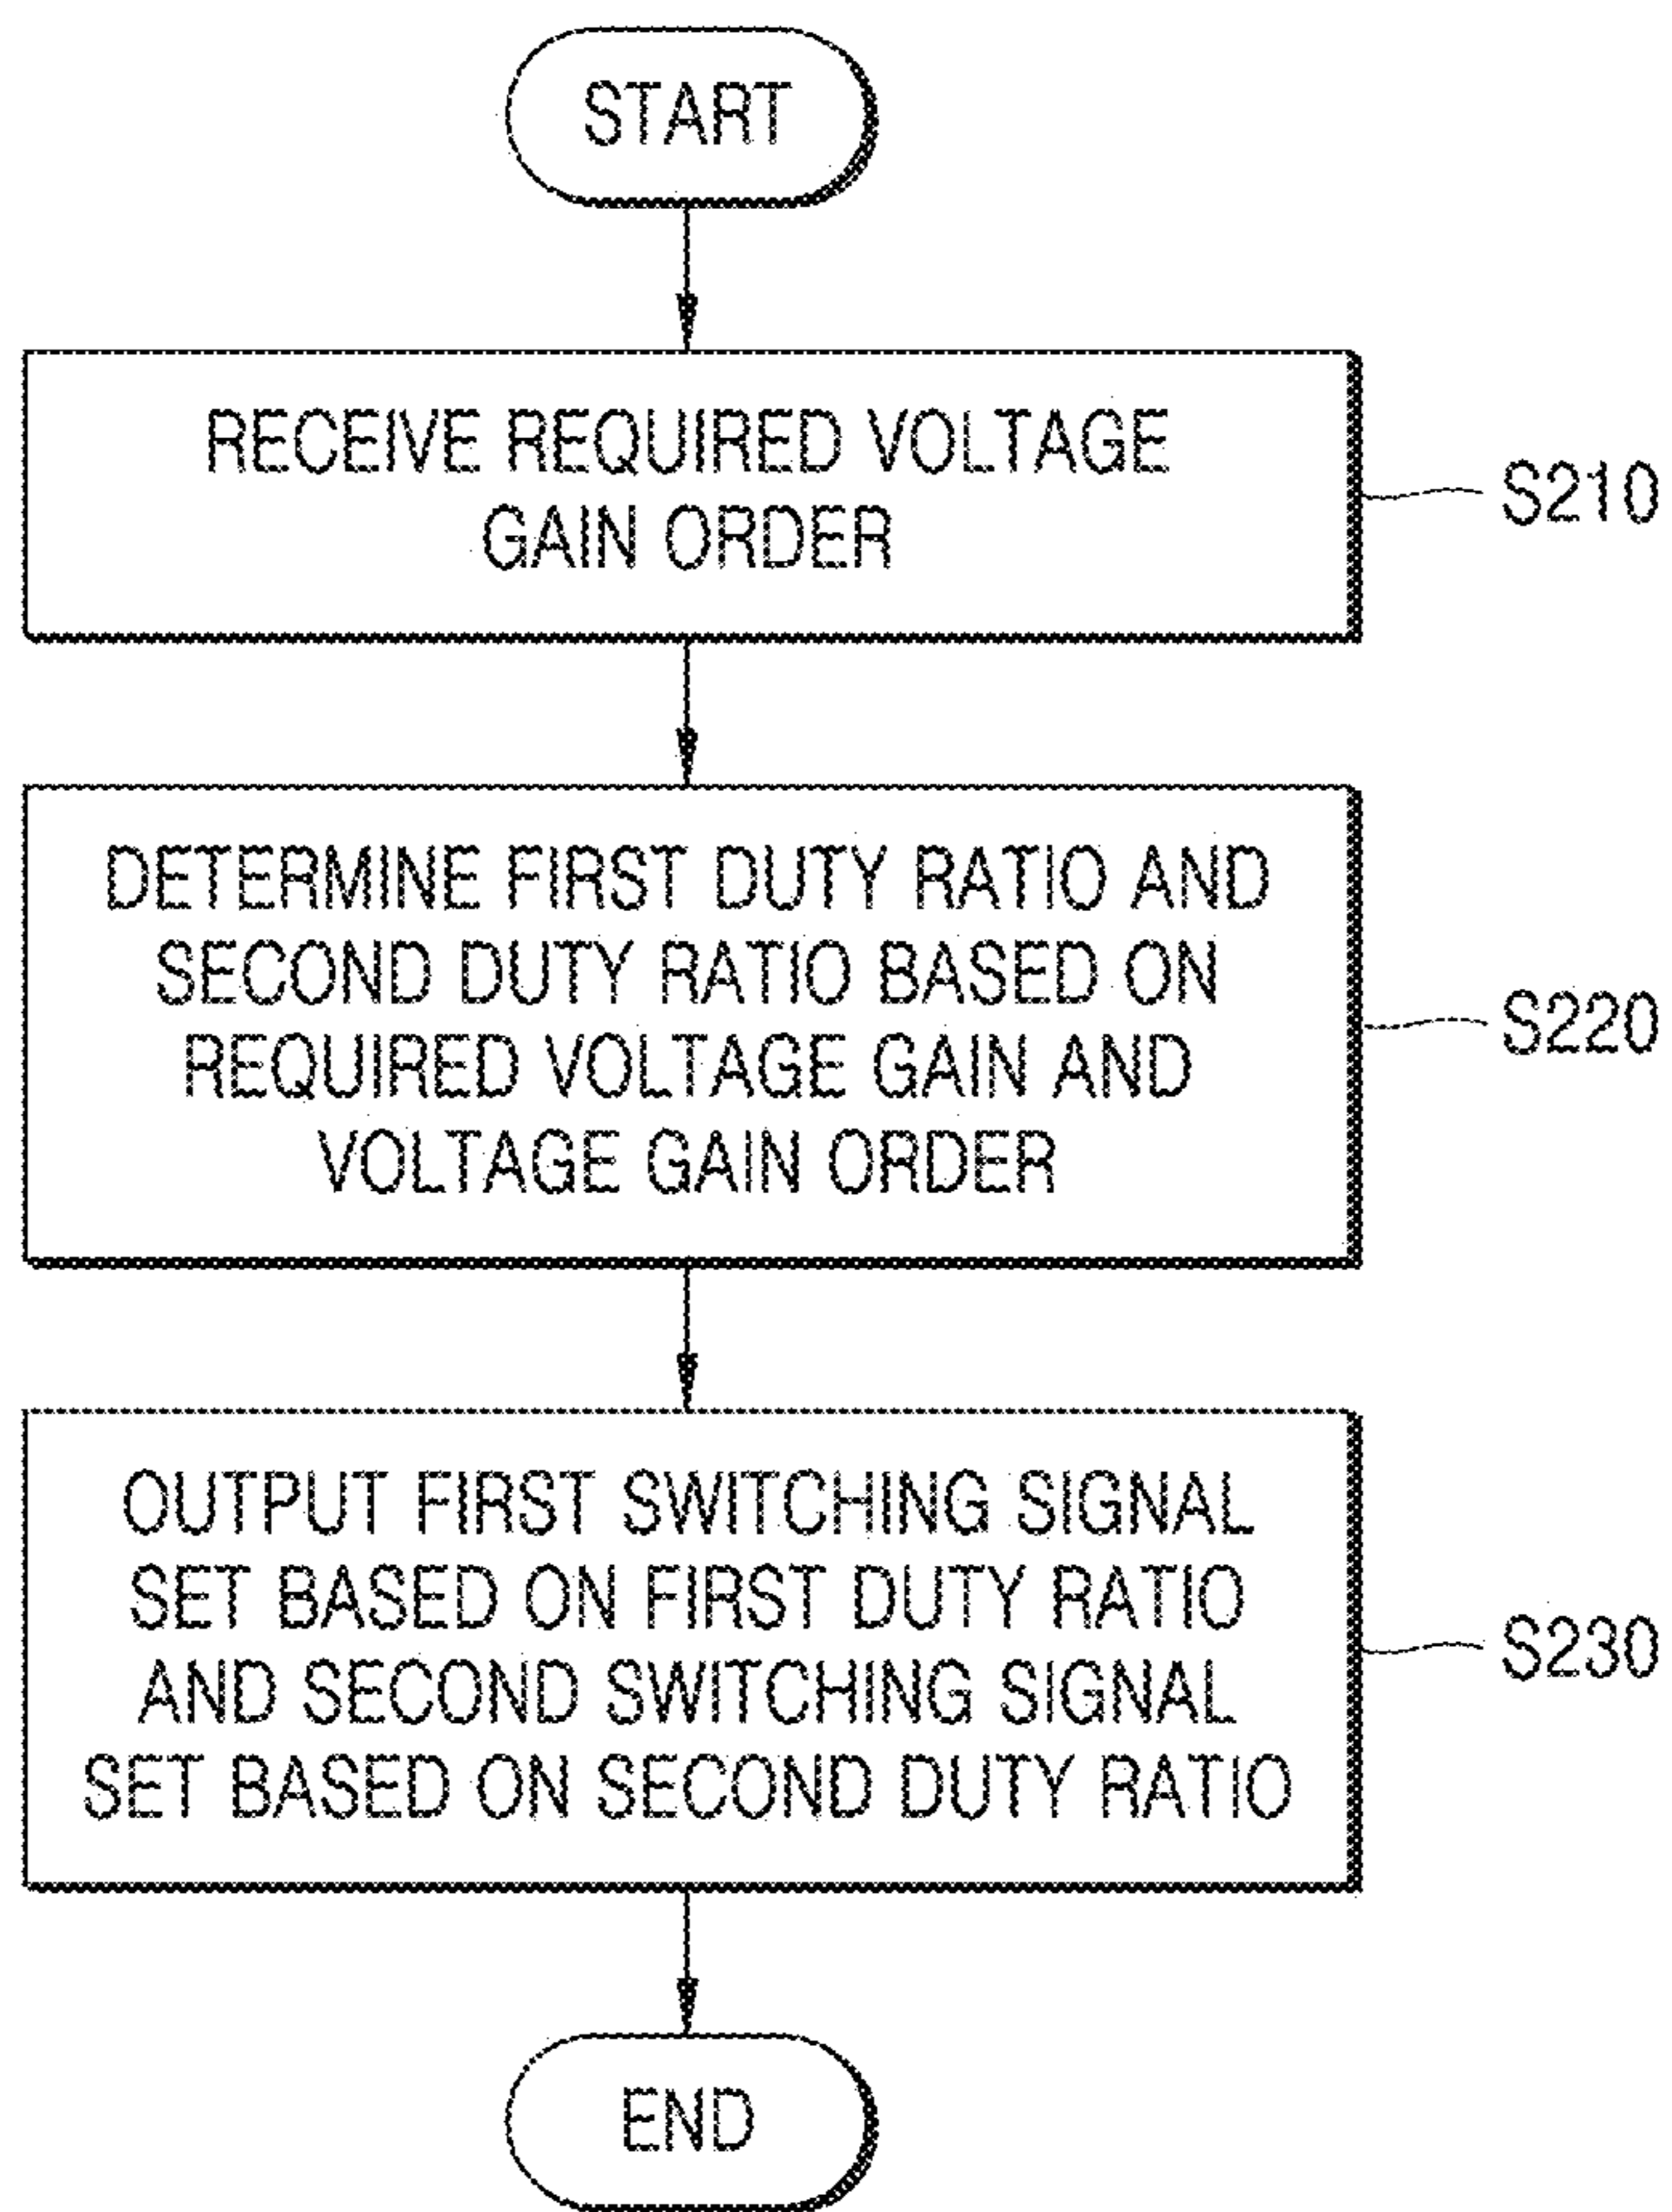 START
RECEIVE REQUIRED VOLTAGE
GAIN ORDER
S210
DETERMINE FIRST DUTY RATIO AND
SECOND DUTY RATIO BASED ON
REQUIRED VOLTAGE GAIN AND
VOLTAGE GAIN ORDER
S220
OUTPUT FIRST SWITCHING SIGNAL
SET BASED ON FIRST DUTY RATIO
AND SECOND SWITCHING SIGNAL
SET BASED ON SECOND DUTY RATIO
S230
END